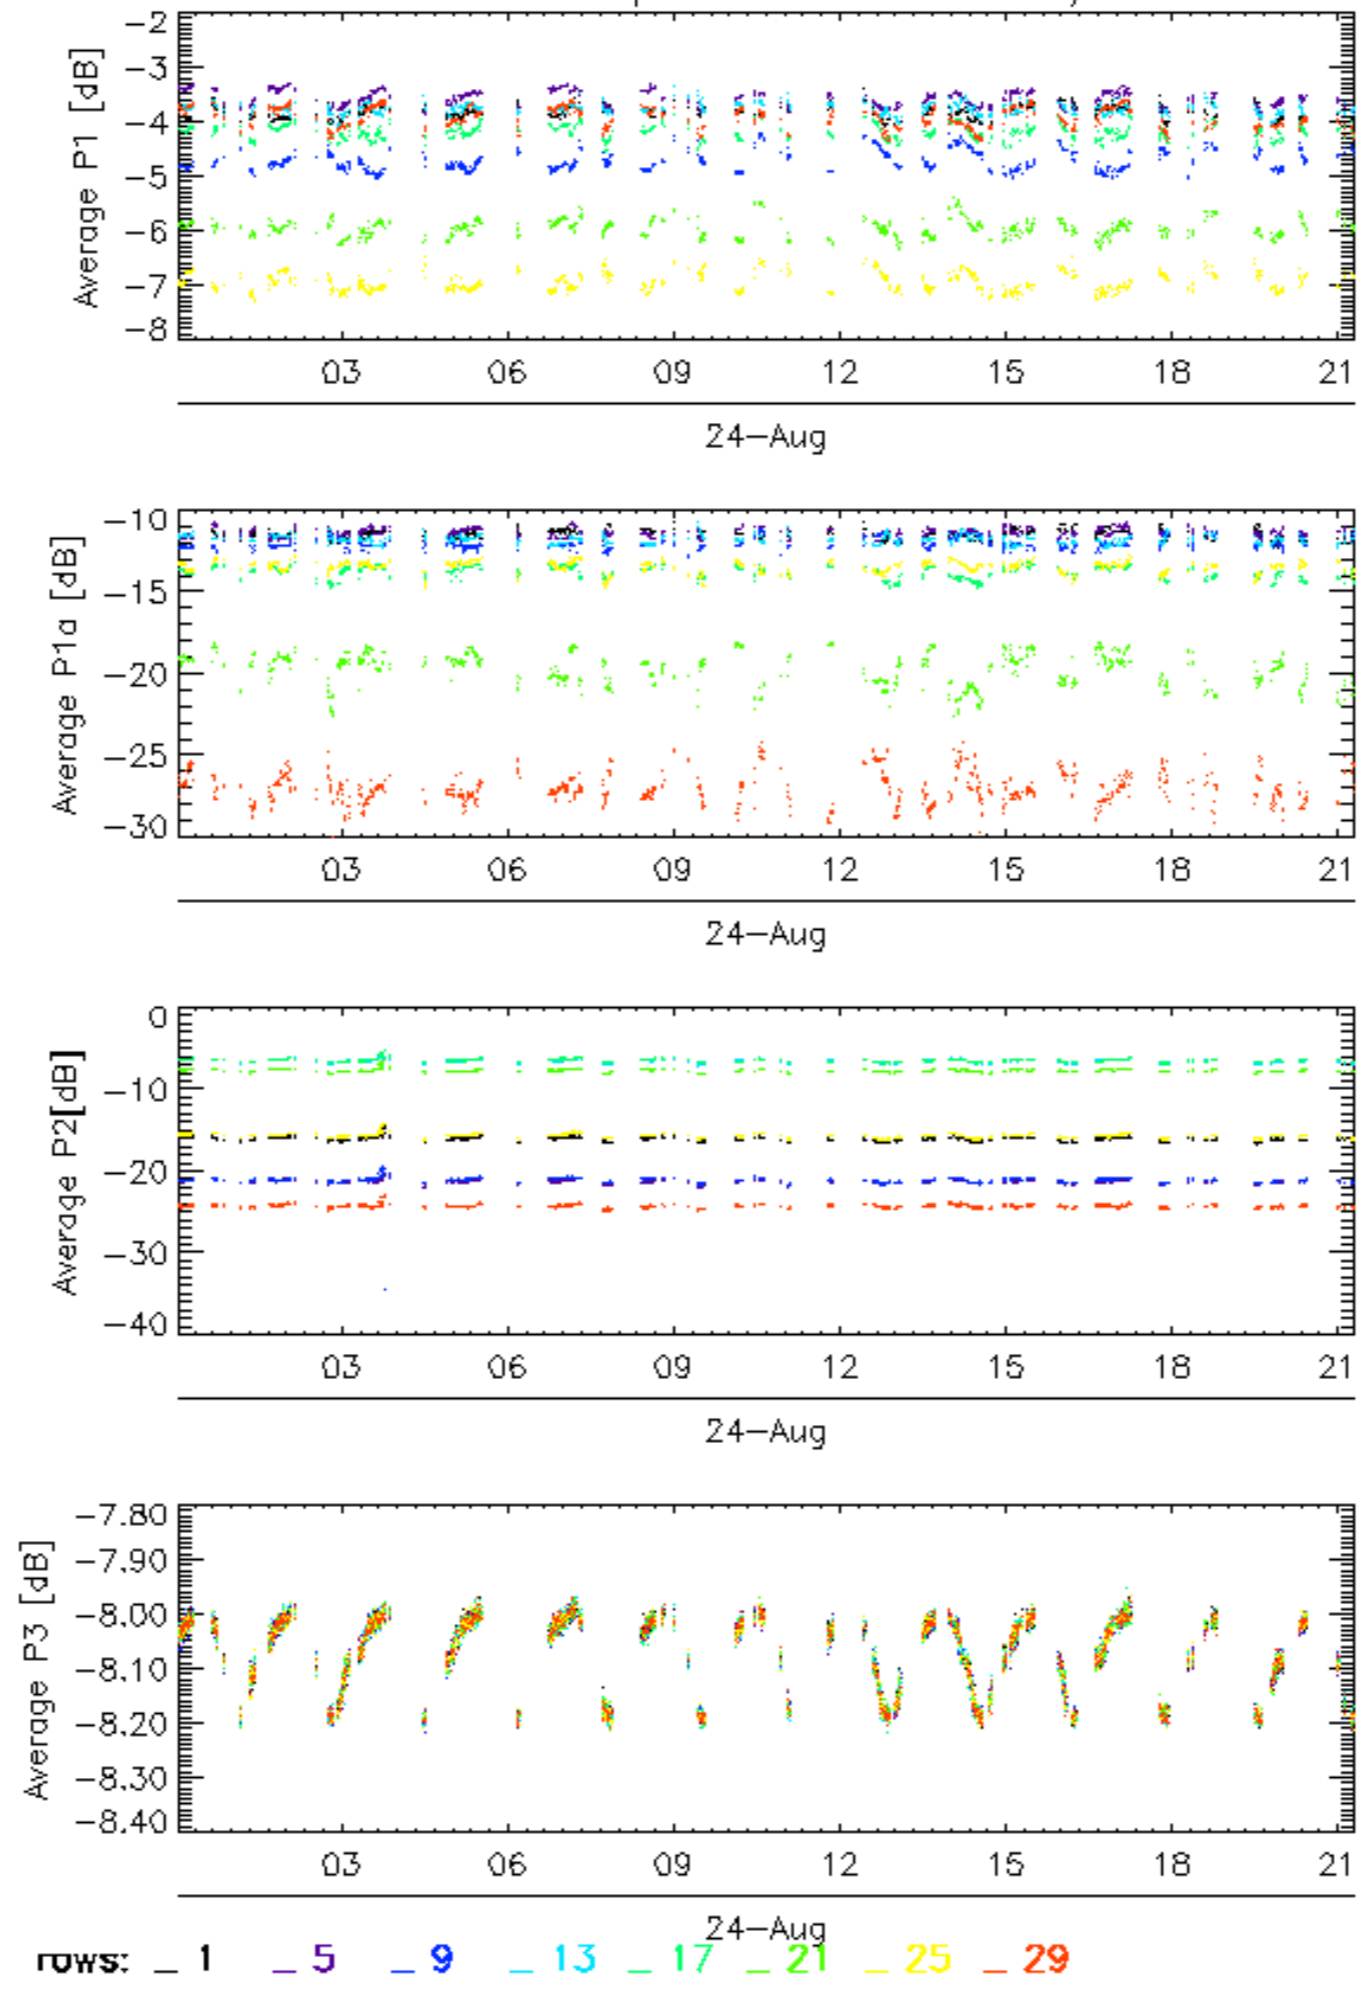 Average P1 [dB]
-2
-3
-4
-5
-6
-7
-8
03 06 09 12 15 18 21
24-Aug
Average P1a [dB]
-10
-15
-20
-25
-30
03 06 09 12 15 18 21
24-Aug
Average P2[dB]
0
-10
-20
-30
-40
03 06 09 12 15 18 21
24-Aug
Average P3 [dB]
-7.80
-7.90
-8.00
-8.10
-8.20
-8.30
-8.40
03 06 09 12 15 18 21
24-Aug
rows: _ 1 _ 5 _ 9 _ 13 _ 17 _ 21 _ 25 _ 29